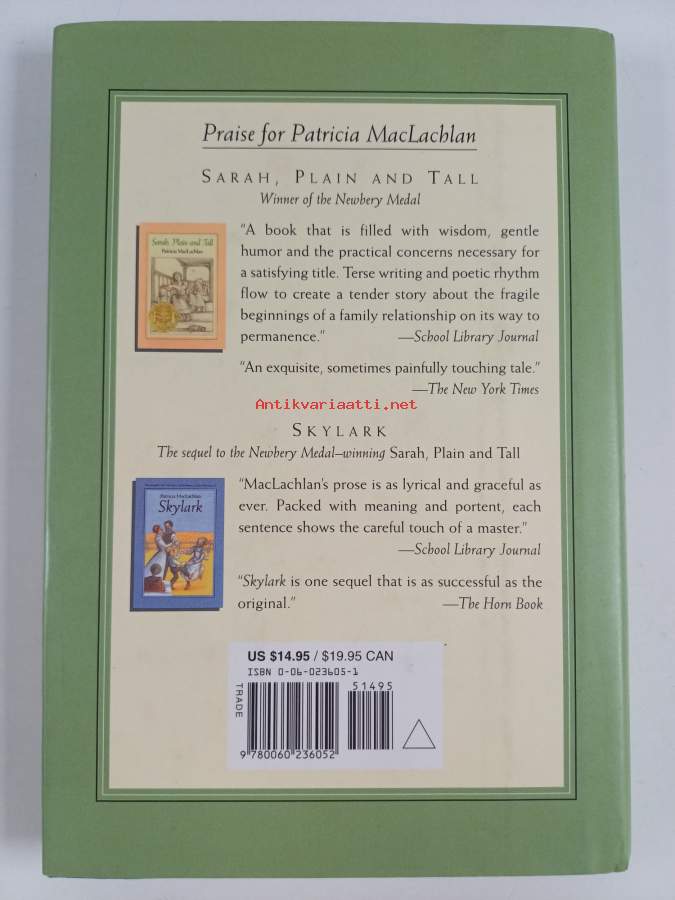 Praise for Patricia MacLachlan
SARAH, PLAIN AND TALL
Winner of the Newbery Medal
Sarah, Plain and Tall
Patricia MacLachlan
"A book that is filled with wisdom, gentle
humor and the practical concerns necessary for
a satisfying title. Terse writing and poetic rhythm
flow to create a tender story about the fragile
beginnings of a family relationship on its way to
permanence." —School Library Journal
"An exquisite, sometimes painfully touching tale."
—The New York Times
Antikvariaatti.net
SKYLARK
The sequel to the Newbery Medal–winning Sarah, Plain and Tall
Patricia MacLachlan
Skylark
"MacLachlan's prose is as lyrical and graceful as
ever. Packed with meaning and portent, each
sentence shows the careful touch of a master."
—School Library Journal
"Skylark is one sequel that is as successful as the
original." —The Horn Book
US $14.95 / $19.95 CAN
ISBN 0-06-023605-1
51495
TRADE
9 780060 236052